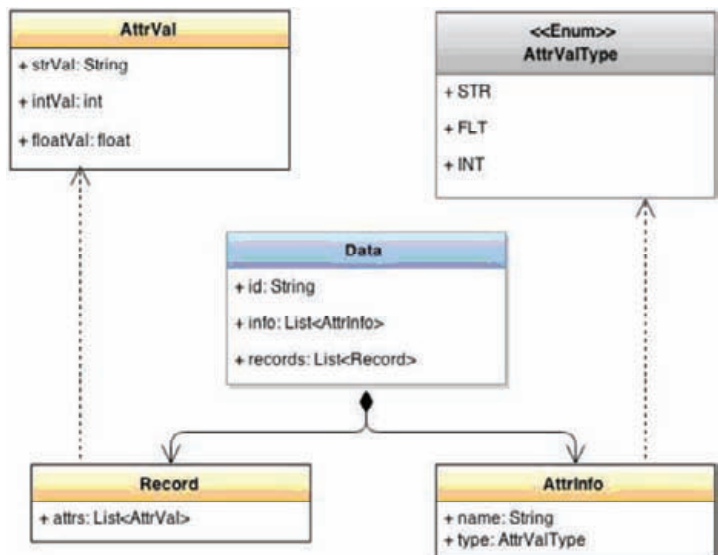 AttrVal
+ strVal: String
+ intVal: int
+ floatVal: float
<<Enum>>
AttrValType
+ STR
+ FLT
+ INT
Data
+ id: String
+ info: List<AttrInfo>
+ records: List<Record>
Record
+ attrs: List<AttrVal>
AttrInfo
+ name: String
+ type: AttrValType